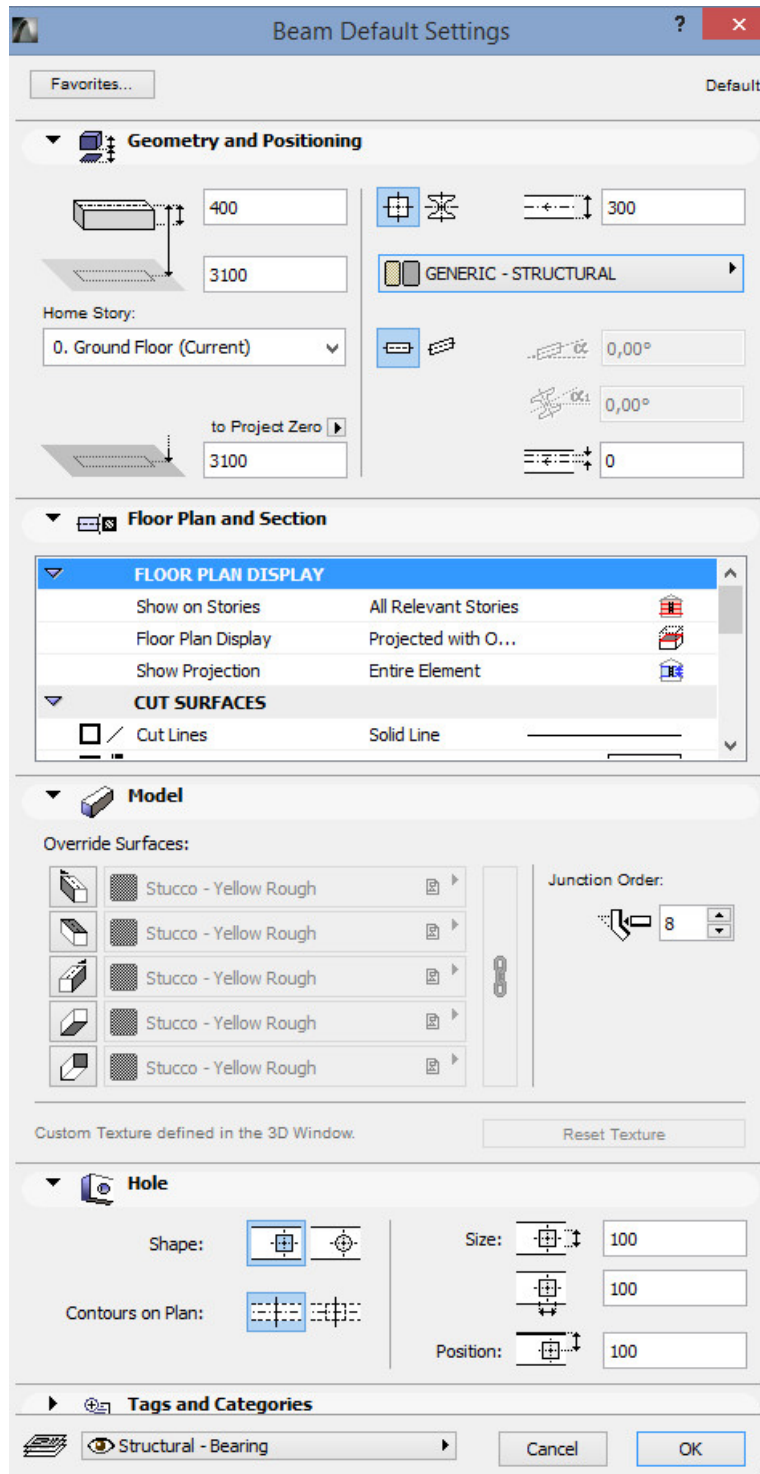 Beam Default Settings ? ×
Favorites... Default
Geometry and Positioning
400 300
3100 GENERIC - STRUCTURAL
Home Story:
0. Ground Floor (Current) α 0,00°
α1 0,00°
to Project Zero
3100 0
Floor Plan and Section
FLOOR PLAN DISPLAY
Show on Stories All Relevant Stories
Floor Plan Display Projected with O...
Show Projection Entire Element
CUT SURFACES
Cut Lines Solid Line
Model
Override Surfaces:
Stucco - Yellow Rough Junction Order:
Stucco - Yellow Rough 8
Stucco - Yellow Rough
Stucco - Yellow Rough
Stucco - Yellow Rough
Custom Texture defined in the 3D Window. Reset Texture
Hole
Shape: Size: 100
Contours on Plan: 100
Position: 100
Tags and Categories
Structural - Bearing Cancel OK